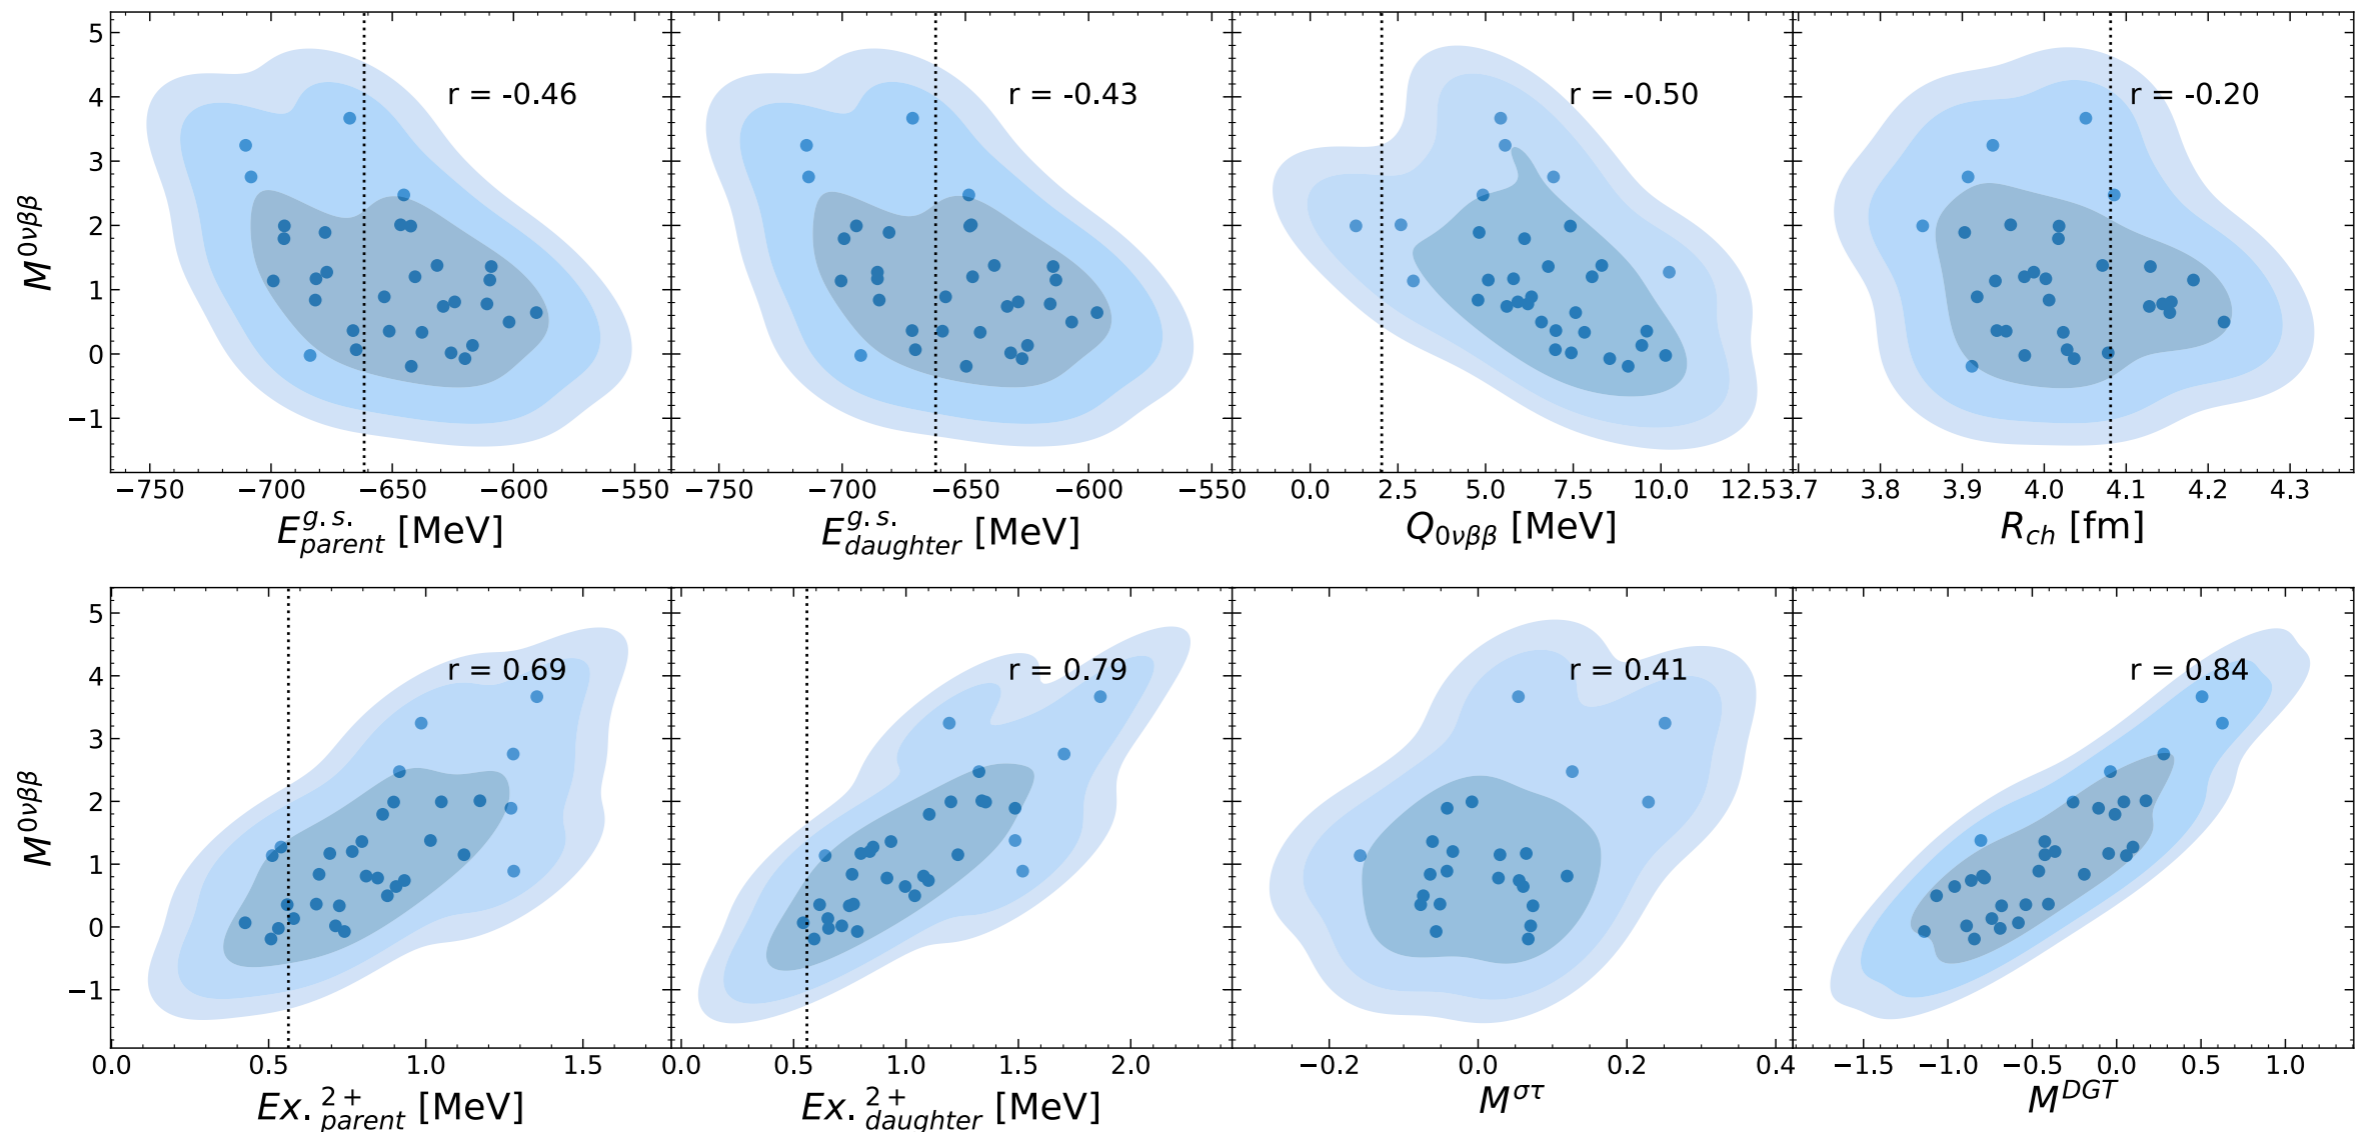 5
4
3
2
1
0
−1
M^{0νββ}
r = -0.46
r = -0.43
r = -0.50
r = -0.20
−750 −700 −650 −600 −550
−750 −700 −650 −600 −550
0.0 2.5 5.0 7.5 10.0 12.5
3.7 3.8 3.9 4.0 4.1 4.2 4.3
E^{g.s.}_{parent} [MeV]
E^{g.s.}_{daughter} [MeV]
Q_{0νββ} [MeV]
R_{ch} [fm]
5
4
3
2
1
0
−1
M^{0νββ}
r = 0.69
r = 0.79
r = 0.41
r = 0.84
0.0 0.5 1.0 1.5
0.0 0.5 1.0 1.5 2.0
−0.2 0.0 0.2 0.4
−1.5 −1.0 −0.5 0.0 0.5 1.0
Ex.^{2+}_{parent} [MeV]
Ex.^{2+}_{daughter} [MeV]
M^{στ}
M^{DGT}